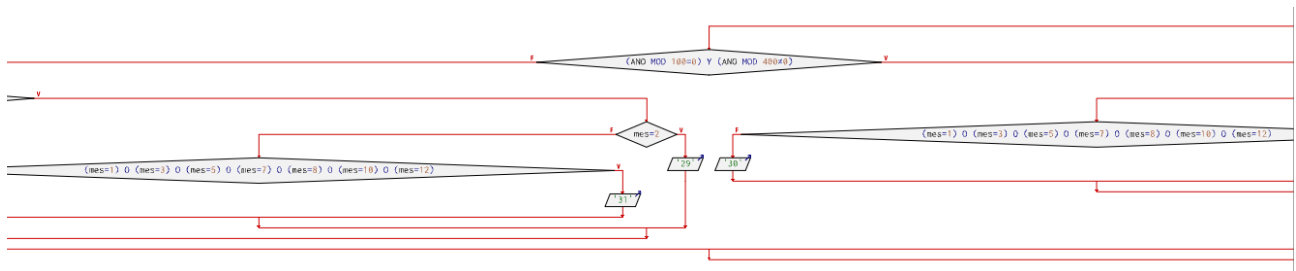 F (ANO MOD 100=0) Y (ANO MOD 400≠0) V
V
F mes=2 V
F (mes=1) O (mes=3) O (mes=5) O (mes=7) O (mes=8) O (mes=10) O (mes=12)
'29'
'30'
(mes=1) O (mes=3) O (mes=5) O (mes=7) O (mes=8) O (mes=10) O (mes=12) V
'31'